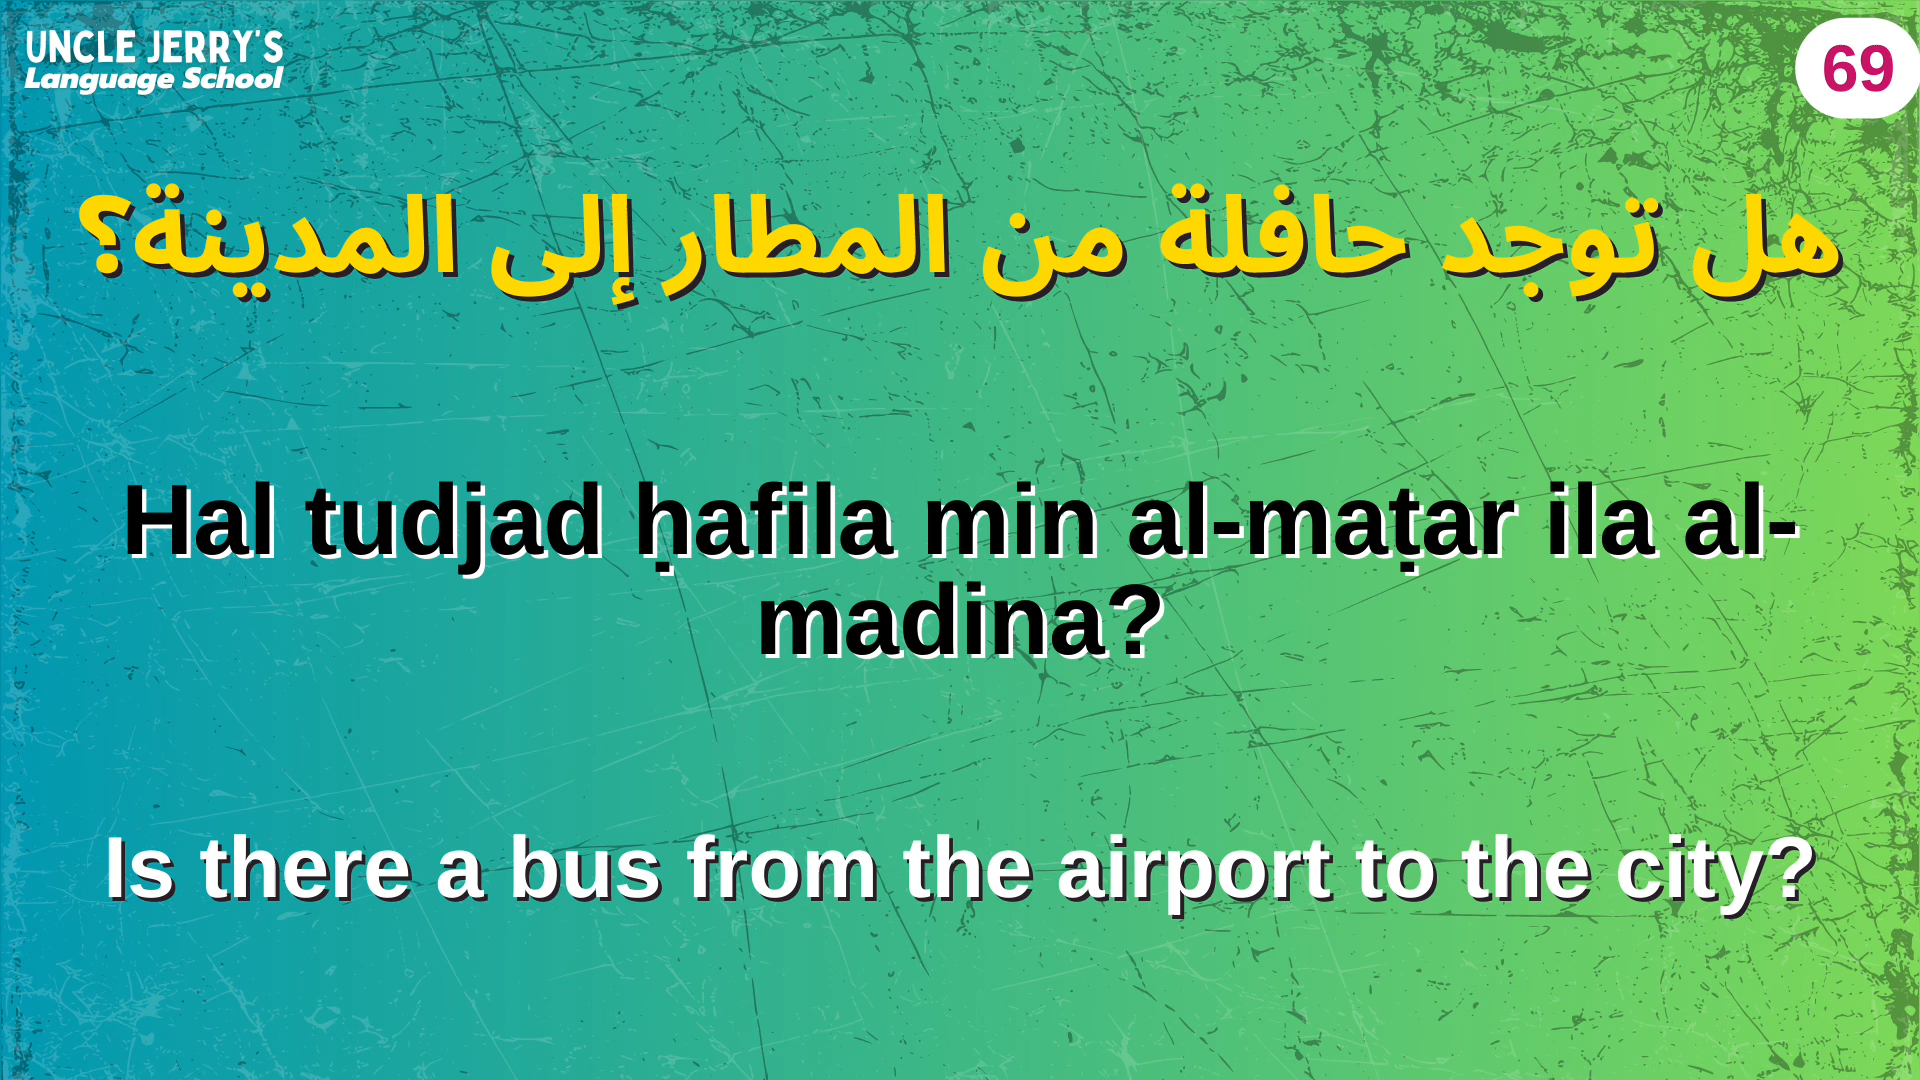 UNCLE JERRY'S
Language School
69
هل توجد حافلة من المطار إلى المدينة؟
Hal tudjad ḥafila min al-maṭar ila al-
madina?
Is there a bus from the airport to the city?